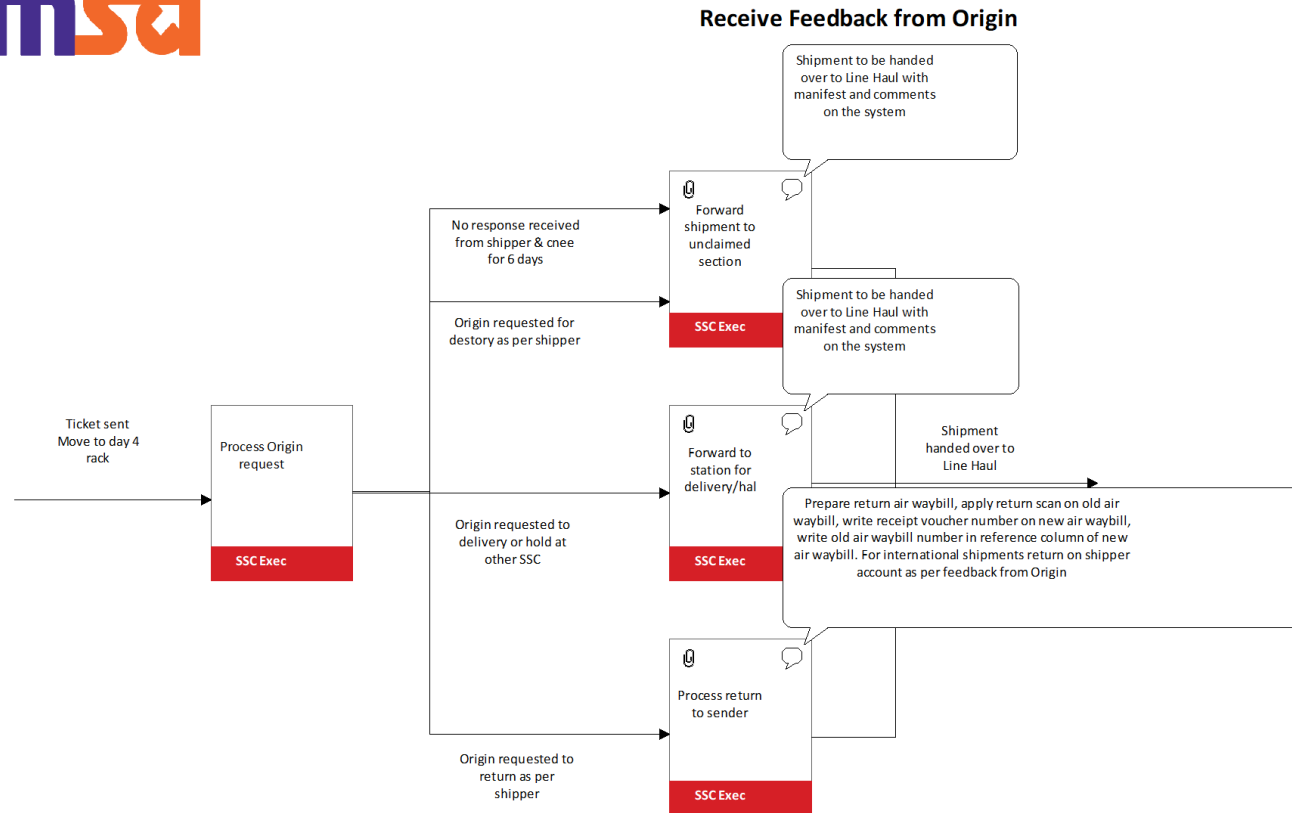 msa
Receive Feedback from Origin
Shipment to be handed
over to Line Haul with
manifest and comments
on the system
Forward
shipment to
unclaimed
section
SSC Exec
No response received
from shipper & cnee
for 6 days
Origin requested for
destory as per shipper
Shipment to be handed
over to Line Haul with
manifest and comments
on the system
Ticket sent
Move to day 4
rack
Process Origin
request
SSC Exec
Forward to
station for
delivery/hal
SSC Exec
Shipment
handed over to
Line Haul
Origin requested to
delivery or hold at
other SSC
Prepare return air waybill, apply return scan on old air
waybill, write receipt voucher number on new air waybill,
write old air waybill number in reference column of new
air waybill. For international shipments return on shipper
account as per feedback from Origin
Process return
to sender
SSC Exec
Origin requested to
return as per
shipper